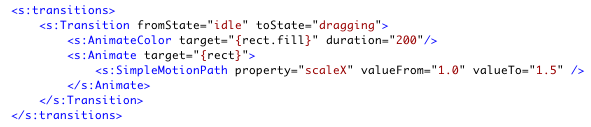 <s:transitions>
<s:Transition fromState="idle" toState="dragging">
<s:AnimateColor target="{rect.fill}" duration="200"/>
<s:Animate target="{rect}">
<s:SimpleMotionPath property="scaleX" valueFrom="1.0" valueTo="1.5" />
</s:Animate>
</s:Transition>
</s:transitions>